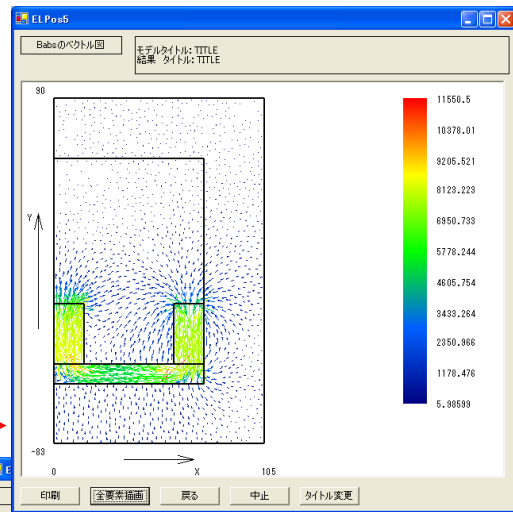 ELPos5
Babsのベクトル図
モデルタイトル: TITLE
結果 タイトル: TITLE
90
Y
-83
0
X
105
11550.5
10378.01
9205.521
8123.223
6950.733
5778.244
4605.754
3433.264
2350.966
1178.476
5.98599
印刷
全要素描画
戻る
中止
タイトル変更